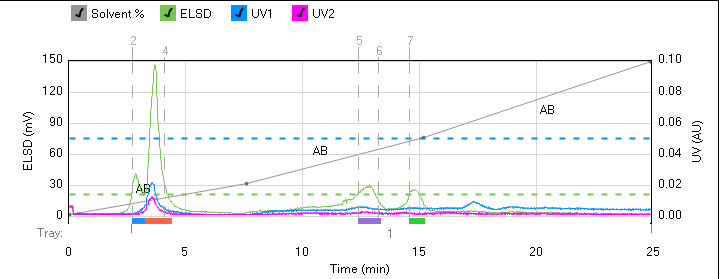 Solvent % ELSD UV1 UV2
2 4 5 6 7
150 0.10
120 0.08
AB
90 0.06
AB
60 0.04
30 0.02
AB
0 0.00
ELSD (mV)
UV (AU)
Tray: 1
0 5 10 15 20 25
Time (min)